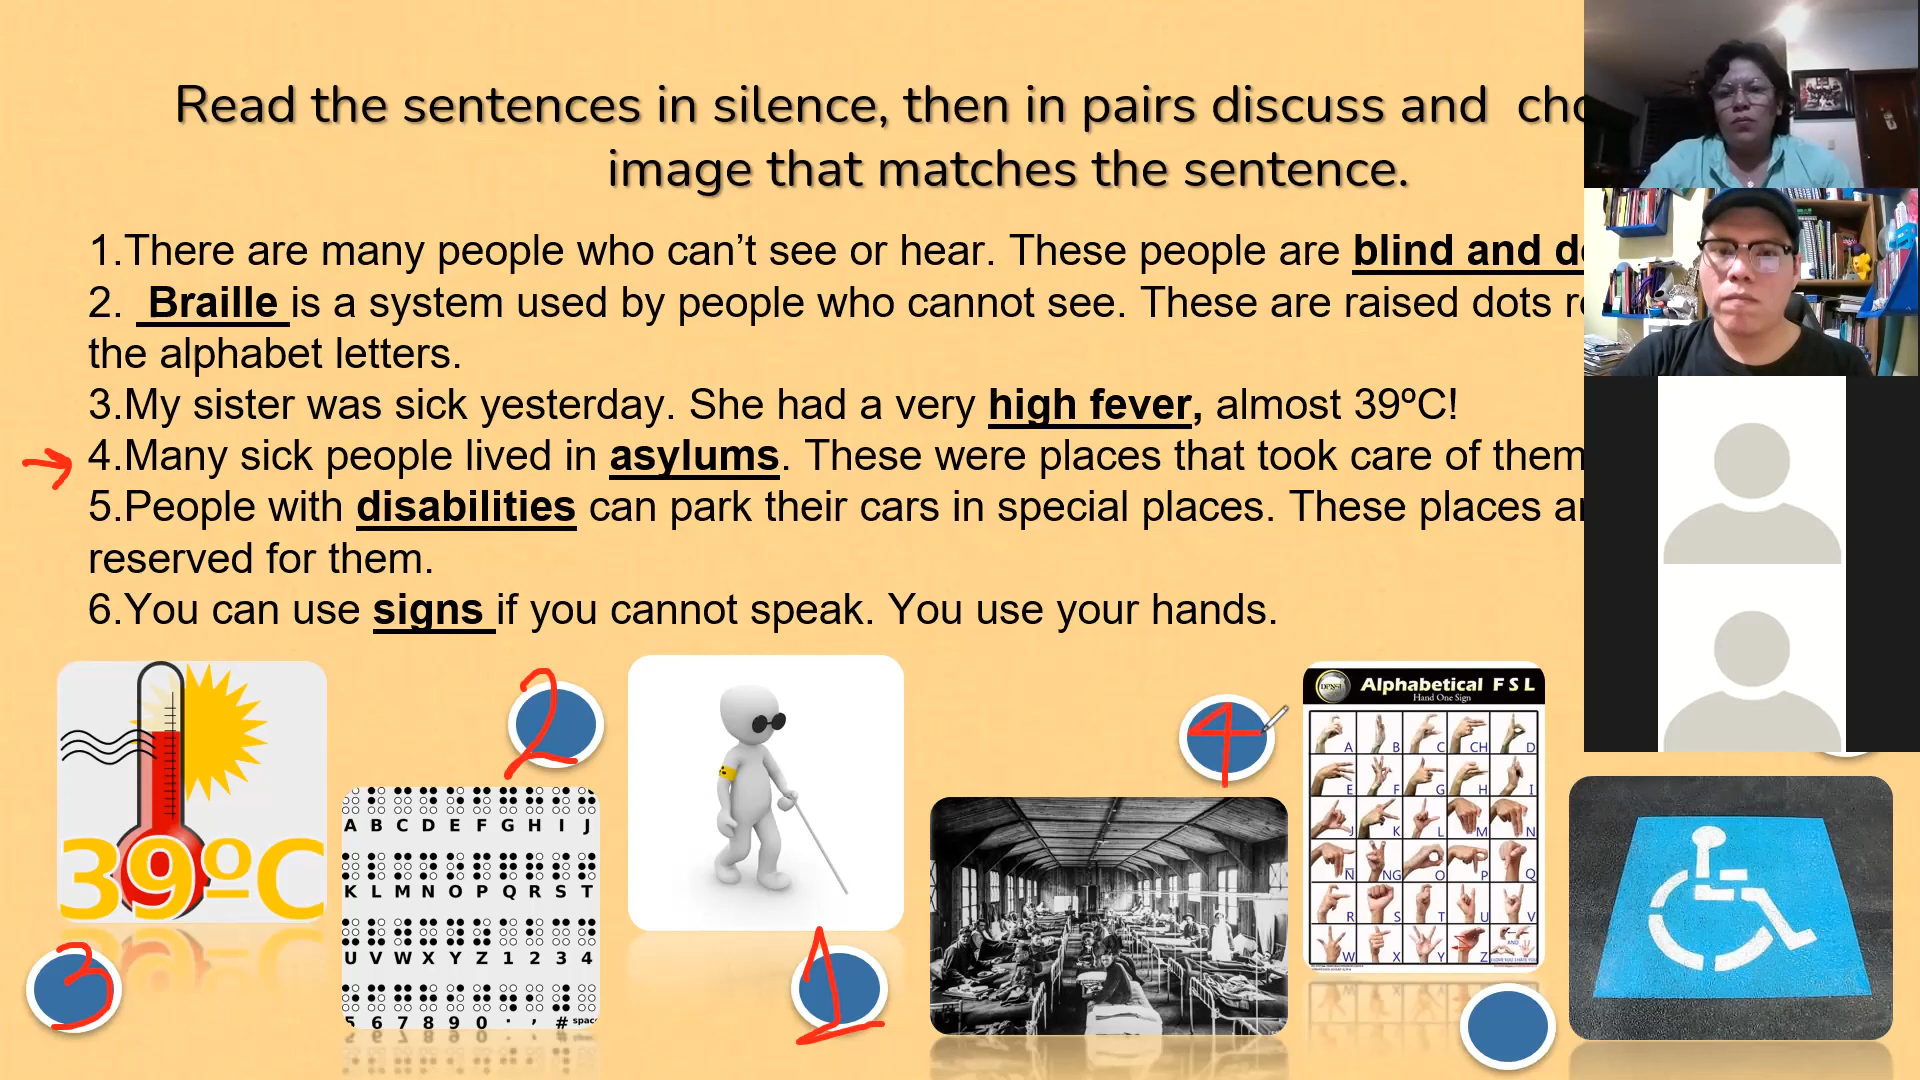 Read the sentences in silence, then in pairs discuss and
image that matches the sentence.
1.There are many people who can’t see or hear. These people are blind and
2. Braille is a system used by people who cannot see. These are raised dots
the alphabet letters.
3.My sister was sick yesterday. She had a very high fever, almost 39ºC!
4.Many sick people lived in asylums. These were places that took care of them
5.People with disabilities can park their cars in special places. These places
reserved for them.
6.You can use signs if you cannot speak. You use your hands.
2
4
Alphabetical F S L
Hand One Sign
A B C CH D
E F G H I
J K L M N
Ñ NG O P Q
R S T U V
W X Y Z
39ºC
A B C D E F G H I J
K L M N O P Q R S T
U V W X Y Z 1 2 3 4
5 6 7 8 9 0 . , # space
3
1